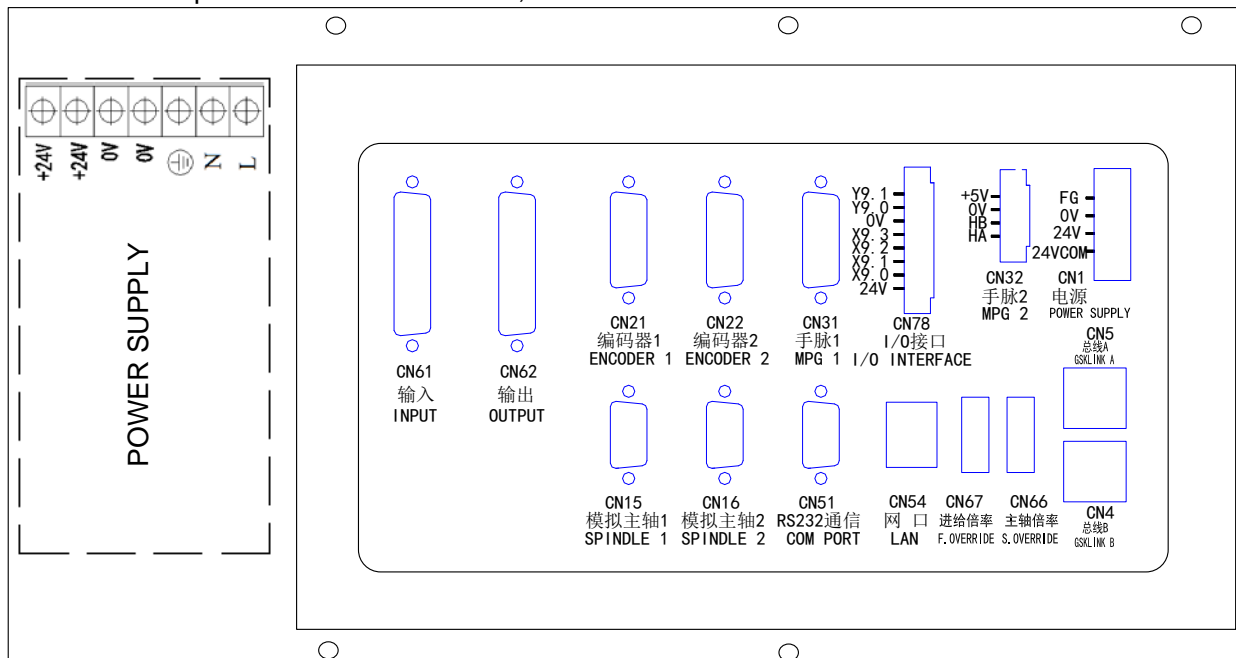 +24V
+24V
0V
0V
N
L
POWER SUPPLY
Y9.1
Y9.0
0V
X9.3
X9.2
X9.1
X9.0
24V
+5V
0V
HB
HA
FG
0V
24V
24VCOM
CN61
输入
INPUT
CN62
输出
OUTPUT
CN21
编码器1
ENCODER 1
CN22
编码器2
ENCODER 2
CN31
手脉1
MPG 1
CN78
I/O接口
I/O INTERFACE
CN32
手脉2
MPG 2
CN1
电源
POWER SUPPLY
CN5
总线A
GSKLINK A
CN15
模拟主轴1
SPINDLE 1
CN16
模拟主轴2
SPINDLE 2
CN51
RS232通信
COM PORT
CN54
网 口
LAN
CN67
进给倍率
F.OVERRIDE
CN66
主轴倍率
S.OVERRIDE
CN4
总线B
GSKLINK B